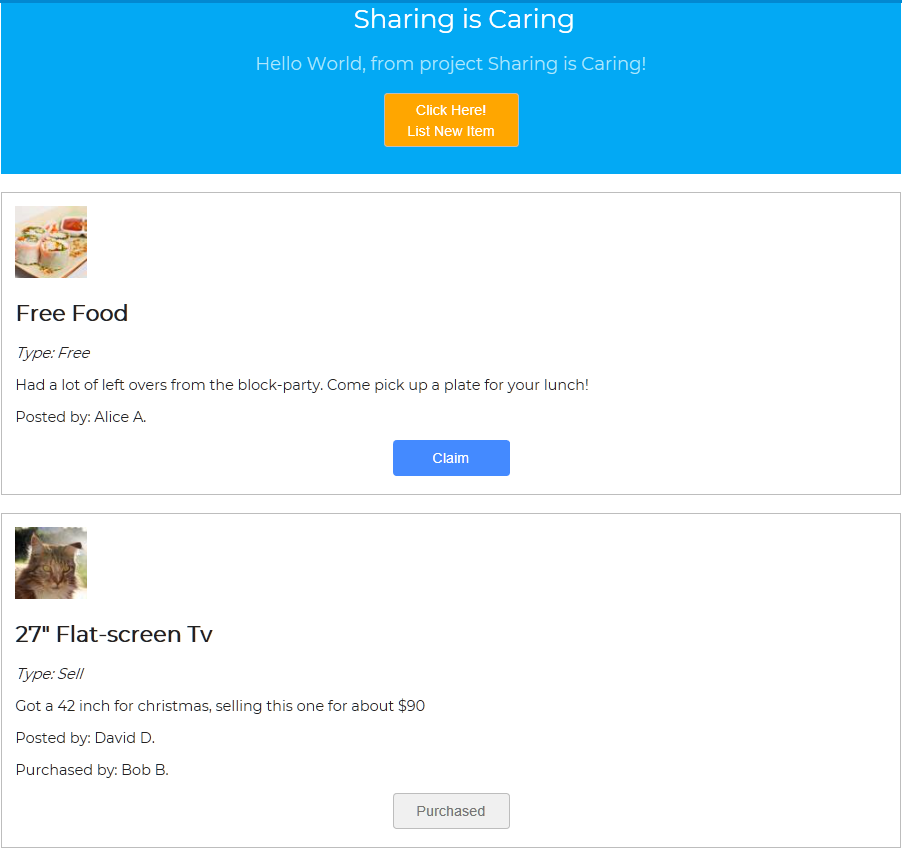 Sharing is Caring
Hello World, from project Sharing is Caring!
Click Here!
List New Item
Free Food
Type: Free
Had a lot of left overs from the block-party. Come pick up a plate for your lunch!
Posted by: Alice A.
Claim
27" Flat-screen Tv
Type: Sell
Got a 42 inch for christmas, selling this one for about $90
Posted by: David D.
Purchased by: Bob B.
Purchased